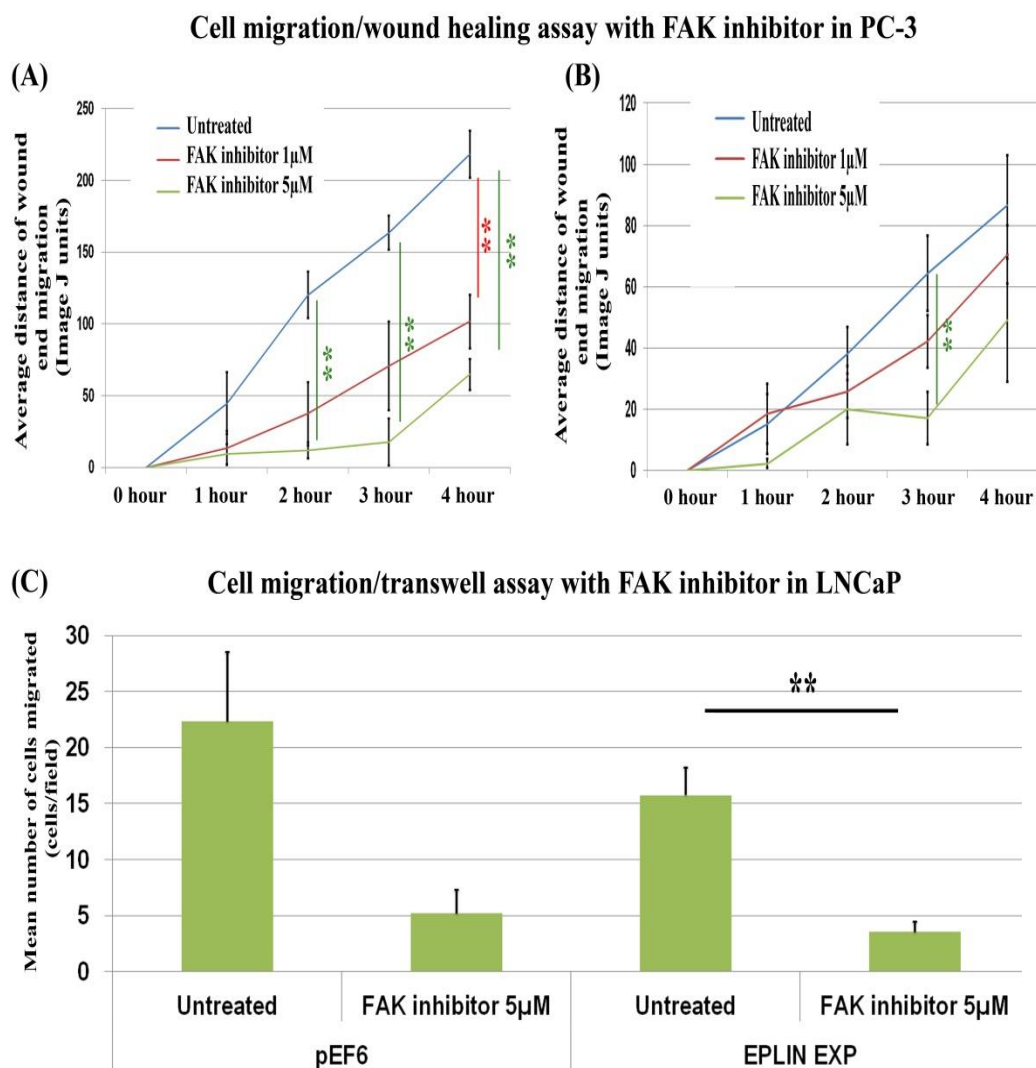 Cell migration/wound healing assay with FAK inhibitor in PC-3
(A)
Average distance of wound
end migration
(Image J units)
250
200
150
100
50
0
Untreated
FAK inhibitor 1µM
FAK inhibitor 5µM
**
**
**
**
0 hour 1 hour 2 hour 3 hour 4 hour
(B)
Average distance of wound
end migration
(Image J units)
120
100
80
60
40
20
0
Untreated
FAK inhibitor 1µM
FAK inhibitor 5µM
**
0 hour 1 hour 2 hour 3 hour 4 hour
(C) Cell migration/transwell assay with FAK inhibitor in LNCaP
Mean number of cells migrated
(cells/field)
30
25
20
15
10
5
0
**
Untreated FAK inhibitor 5µM Untreated FAK inhibitor 5µM
pEF6 EPLIN EXP